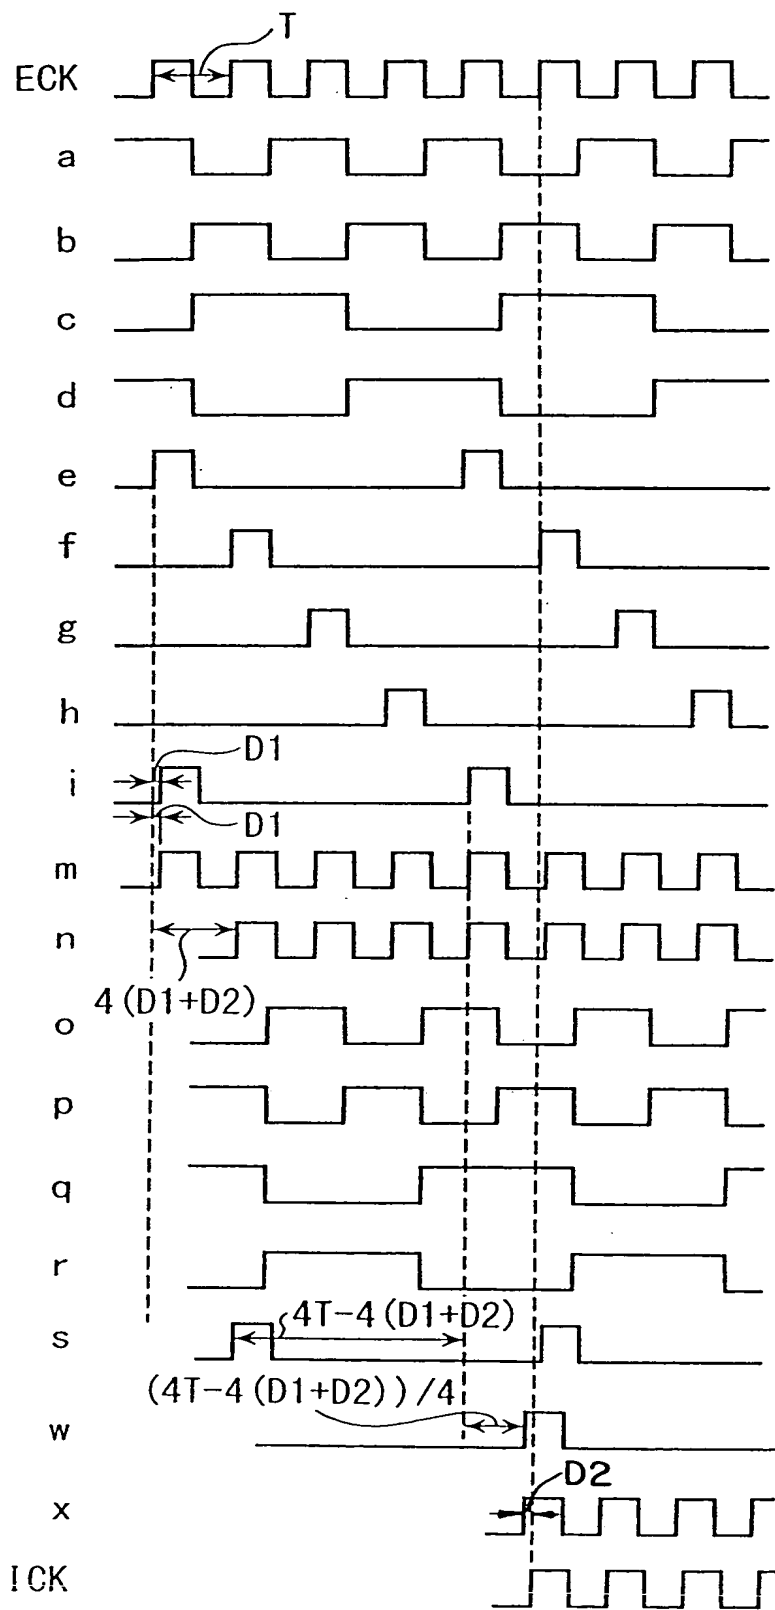 T
ECK
a
b
c
d
e
f
g
h
D1
i
D1
m
n
4(D1+D2)
o
p
q
r
4T-4(D1+D2)
s
(4T-4(D1+D2))/4
w
D2
x
ICK